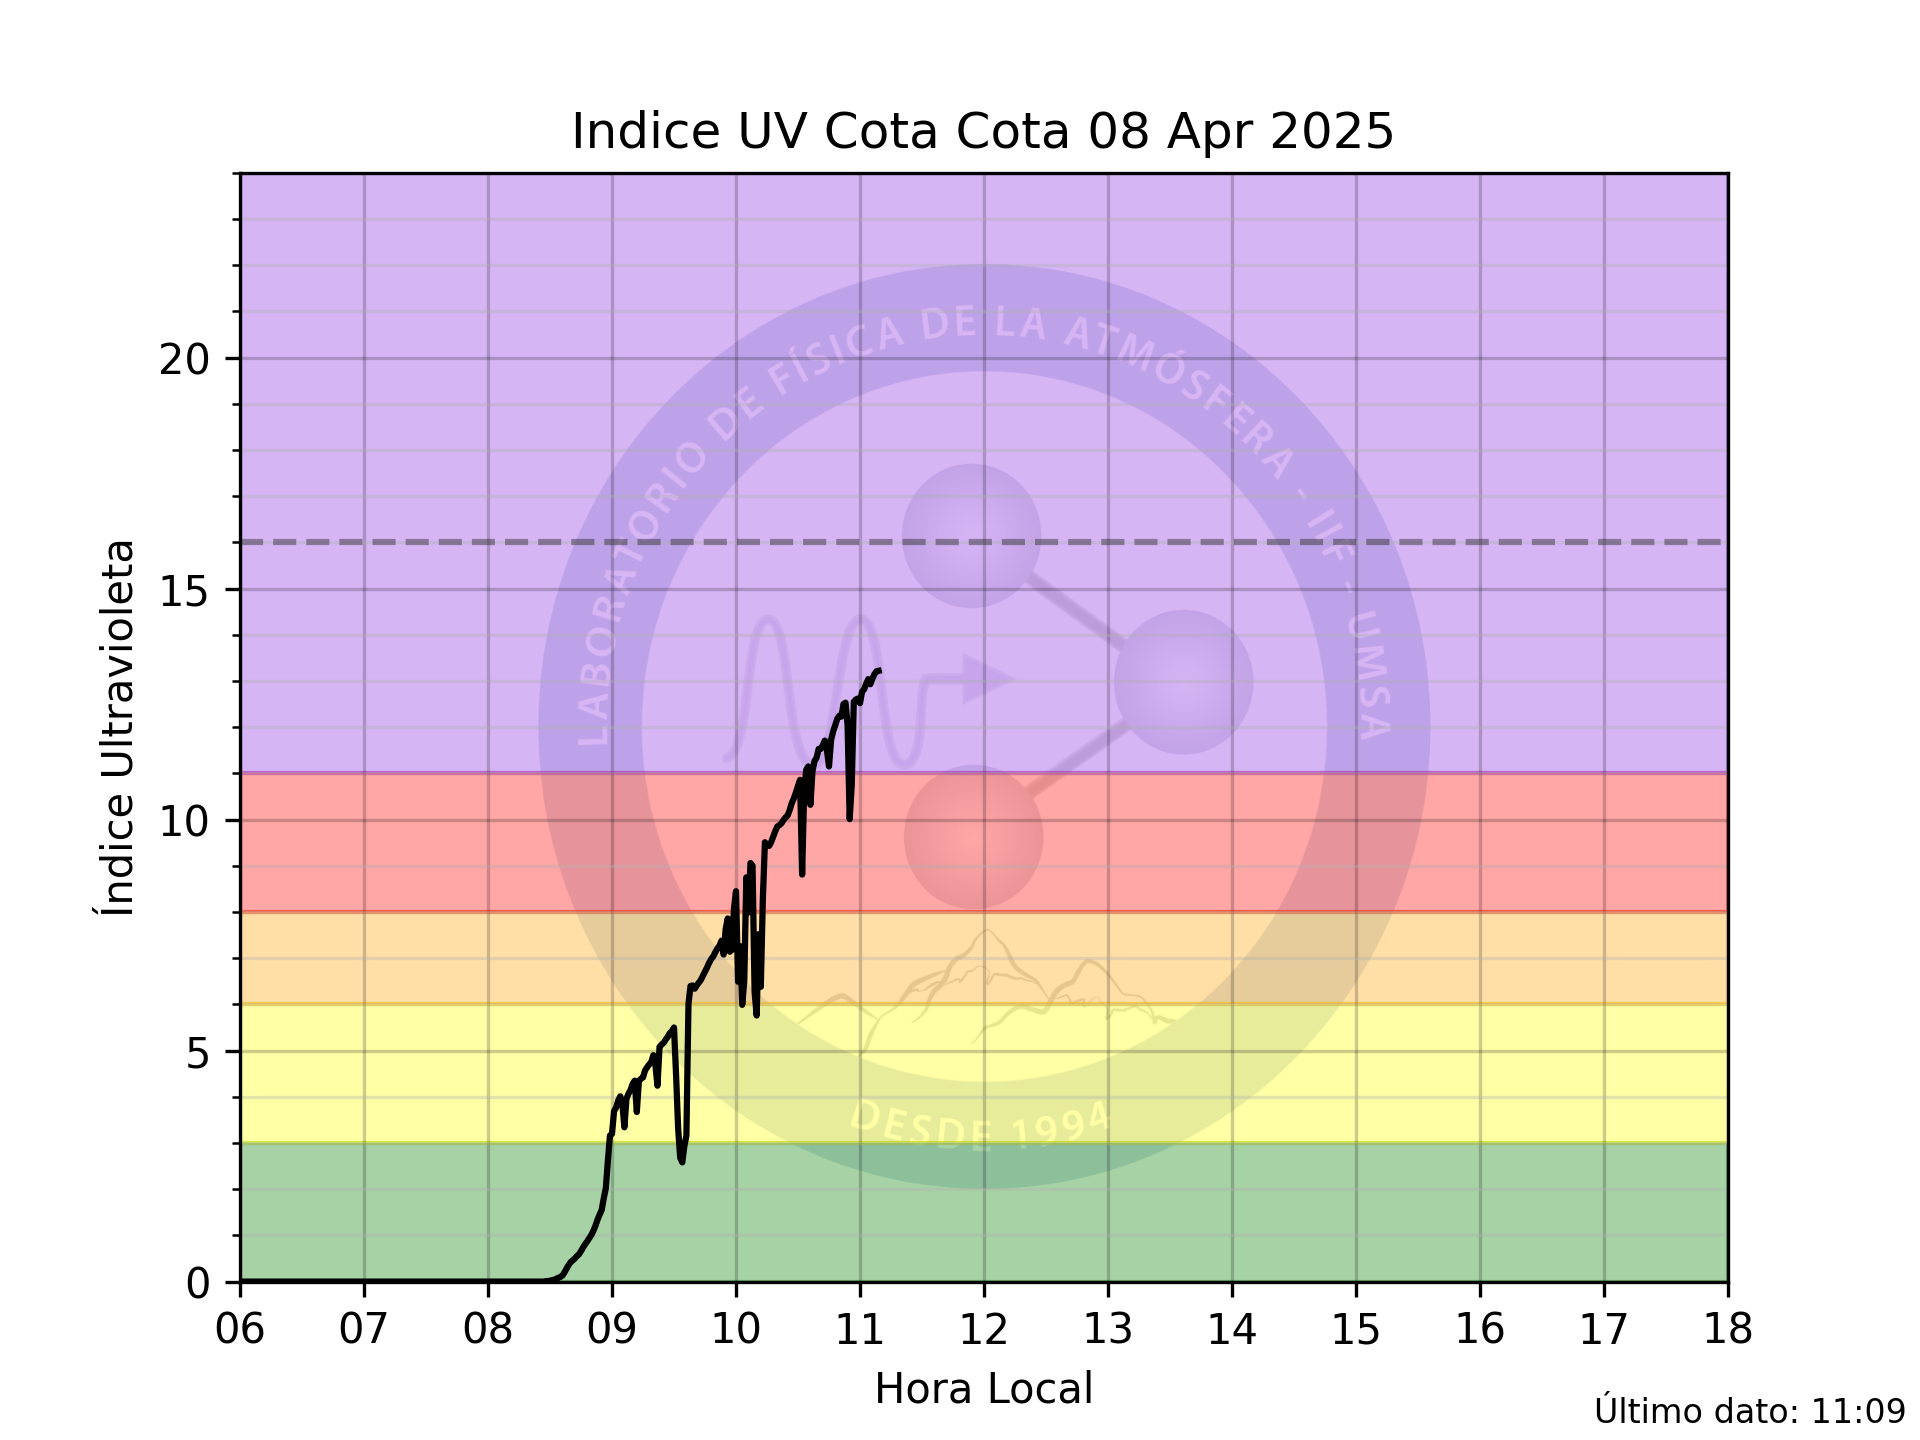 Indice UV Cota Cota 08 Apr 2025
LABORATORIO DE FÍSICA DE LA ATMÓSFERA - IIF - UMSA
DESDE 1994
Índice Ultravioleta
20
15
10
5
0
06 07 08 09 10 11 12 13 14 15 16 17 18
Hora Local
Último dato: 11:09